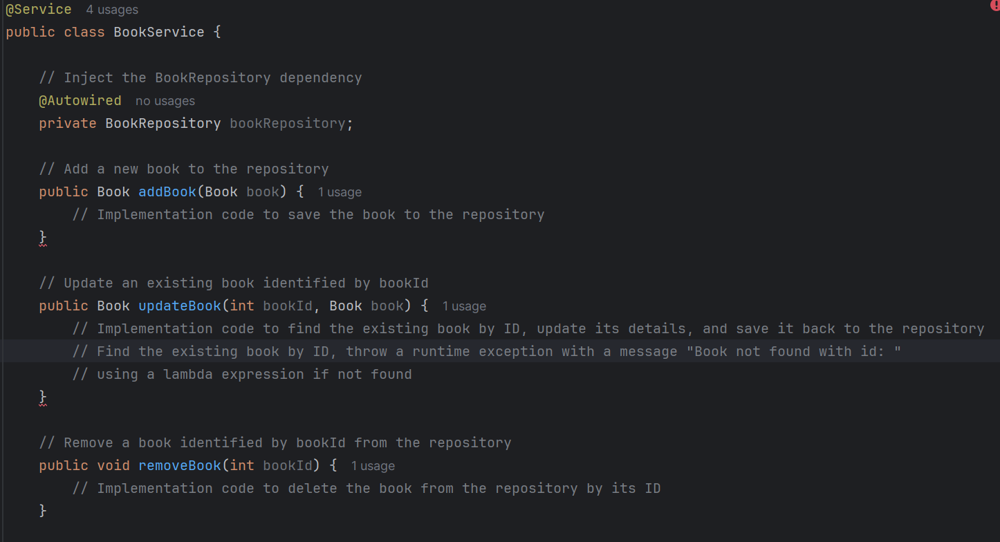 @Service 4 usages
public class BookService {
// Inject the BookRepository dependency
@Autowired no usages
private BookRepository bookRepository;
// Add a new book to the repository
public Book addBook(Book book) { 1 usage
// Implementation code to save the book to the repository
}
// Update an existing book identified by bookId
public Book updateBook(int bookId, Book book) { 1 usage
// Implementation code to find the existing book by ID, update its details, and save it back to the repository
// Find the existing book by ID, throw a runtime exception with a message "Book not found with id: "
// using a lambda expression if not found
}
// Remove a book identified by bookId from the repository
public void removeBook(int bookId) { 1 usage
// Implementation code to delete the book from the repository by its ID
}